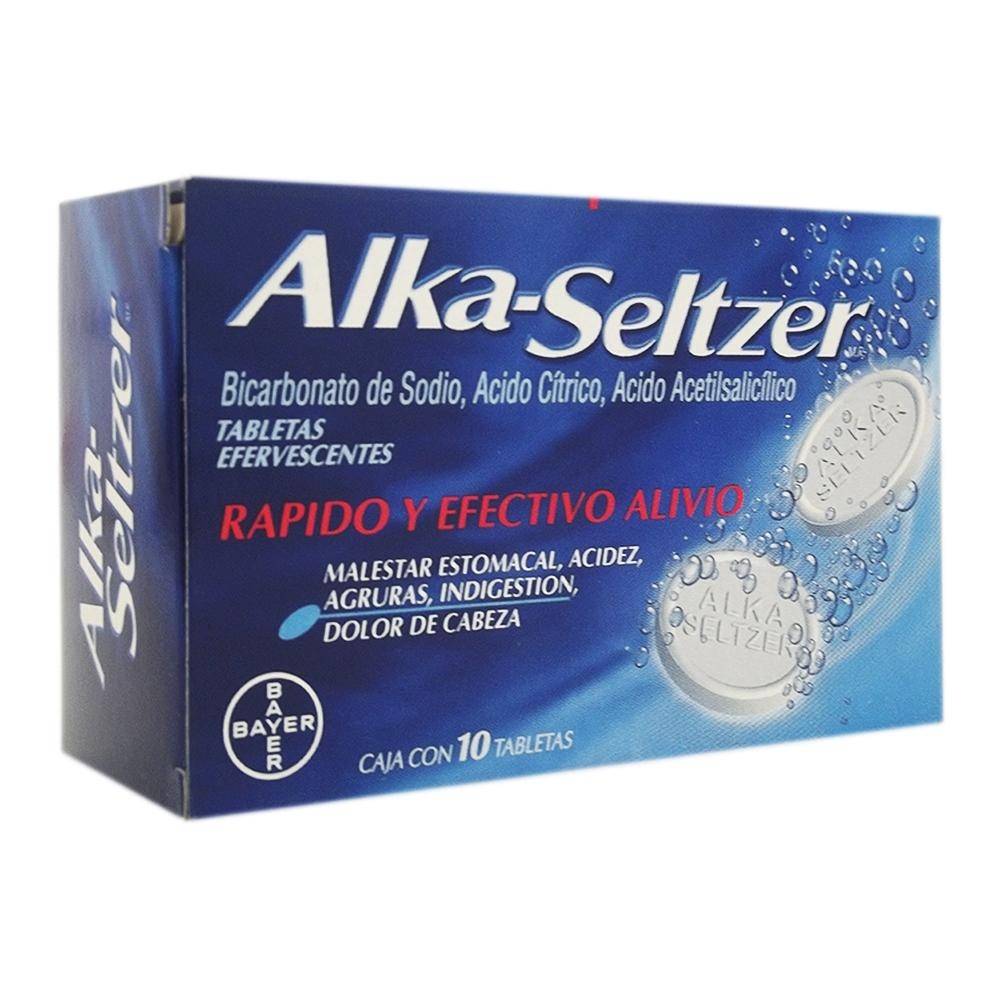 Alka-Seltzer
Alka-Seltzer M.R.
Bicarbonato de Sodio, Acido Cítrico, Acido Acetilsalicílico
TABLETAS
EFERVESCENTES
RAPIDO Y EFECTIVO ALIVIO
MALESTAR ESTOMACAL, ACIDEZ,
AGRURAS, INDIGESTION,
DOLOR DE CABEZA
ALKA
SELTZER
ALKA
SELTZER
BAYER
BAYER
CAJA CON 10 TABLETAS